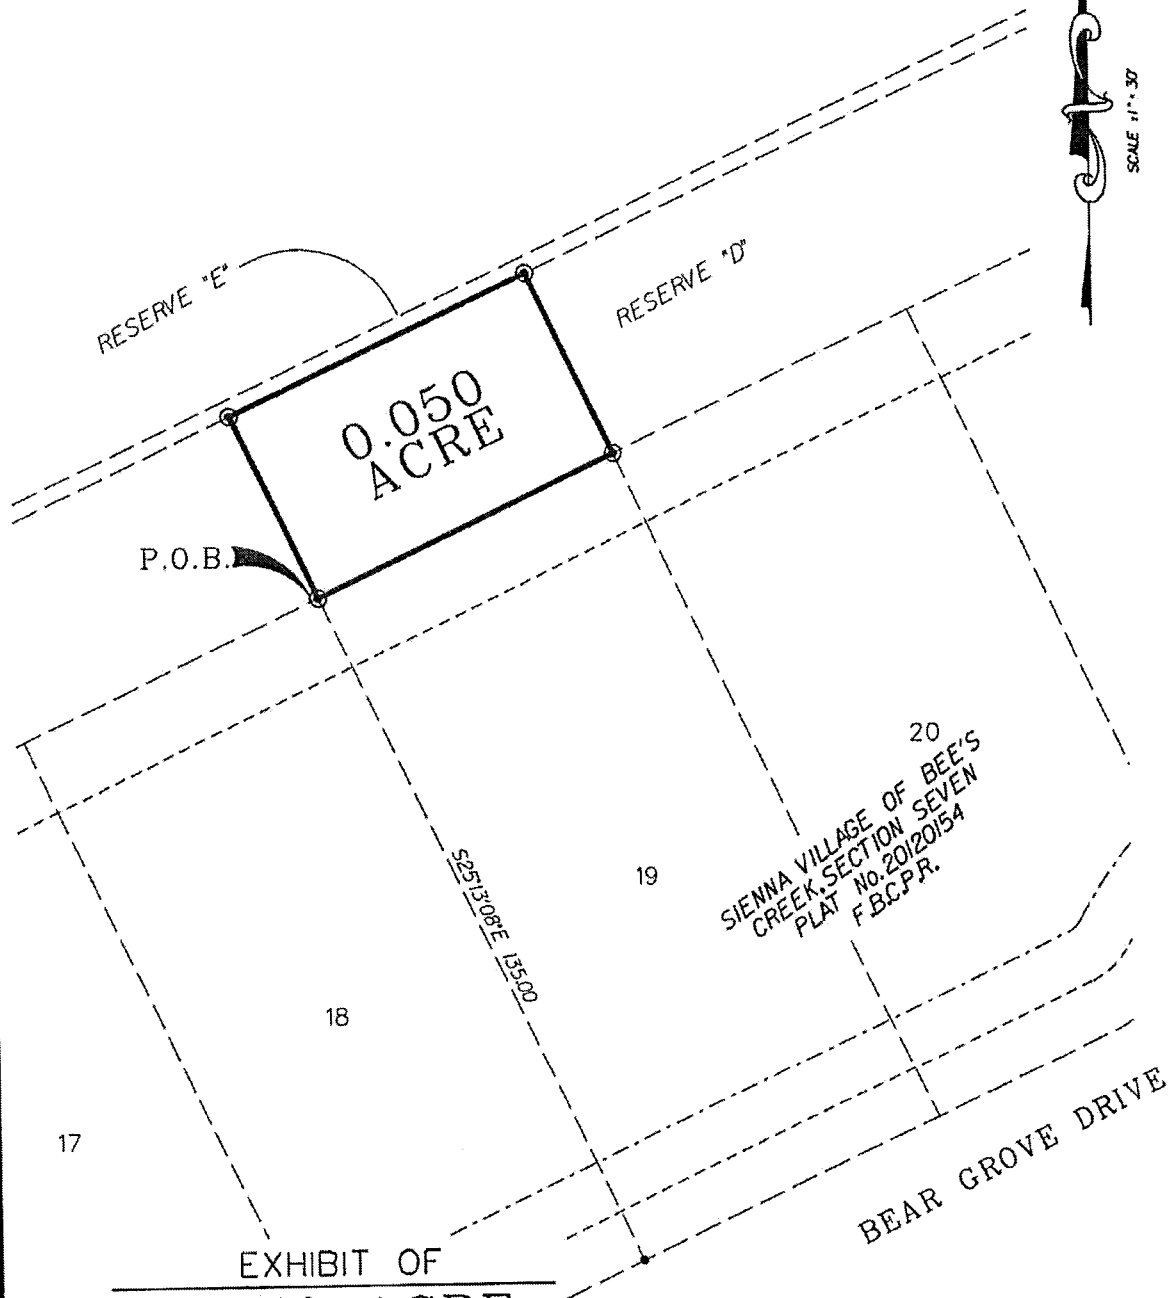 SCALE 1" = 30'
RESERVE "E"
RESERVE "D"
0.050
ACRE
P.O.B.
20
SIENNA VILLAGE OF BEE'S
CREEK, SECTION SEVEN
PLAT No. 20120154
F.B.C.P.R.
19
S25°13'08"E 135.00
18
17
BEAR GROVE DRIVE
EXHIBIT OF
ACRE